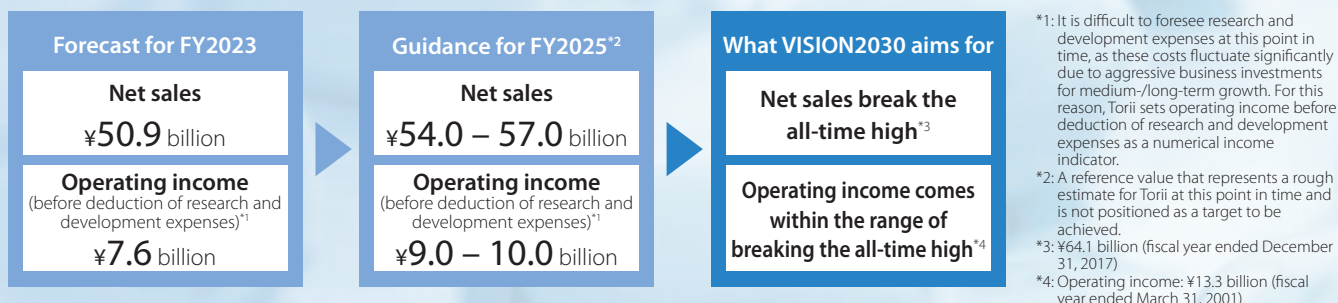 Forecast for FY2023
Net sales
¥50.9 billion
Operating income
(before deduction of research and
development expenses)*1
¥7.6 billion
Guidance for FY2025*2
Net sales
¥54.0 – 57.0 billion
Operating income
(before deduction of research and
development expenses)*1
¥9.0 – 10.0 billion
What VISION2030 aims for
Net sales break the
all-time high*3
Operating income comes
within the range of
breaking the all-time high*4
*1: It is difficult to foresee research and
development expenses at this point in
time, as these costs fluctuate significantly
due to aggressive business investments
for medium-/long-term growth. For this
reason, Torii sets operating income before
deduction of research and development
expenses as a numerical income
indicator.
*2: A reference value that represents a rough
estimate for Torii at this point in time and
is not positioned as a target to be
achieved.
*3: ¥64.1 billion (fiscal year ended December
31, 2017)
*4: Operating income: ¥13.3 billion (fiscal
year ended March 31, 2001)